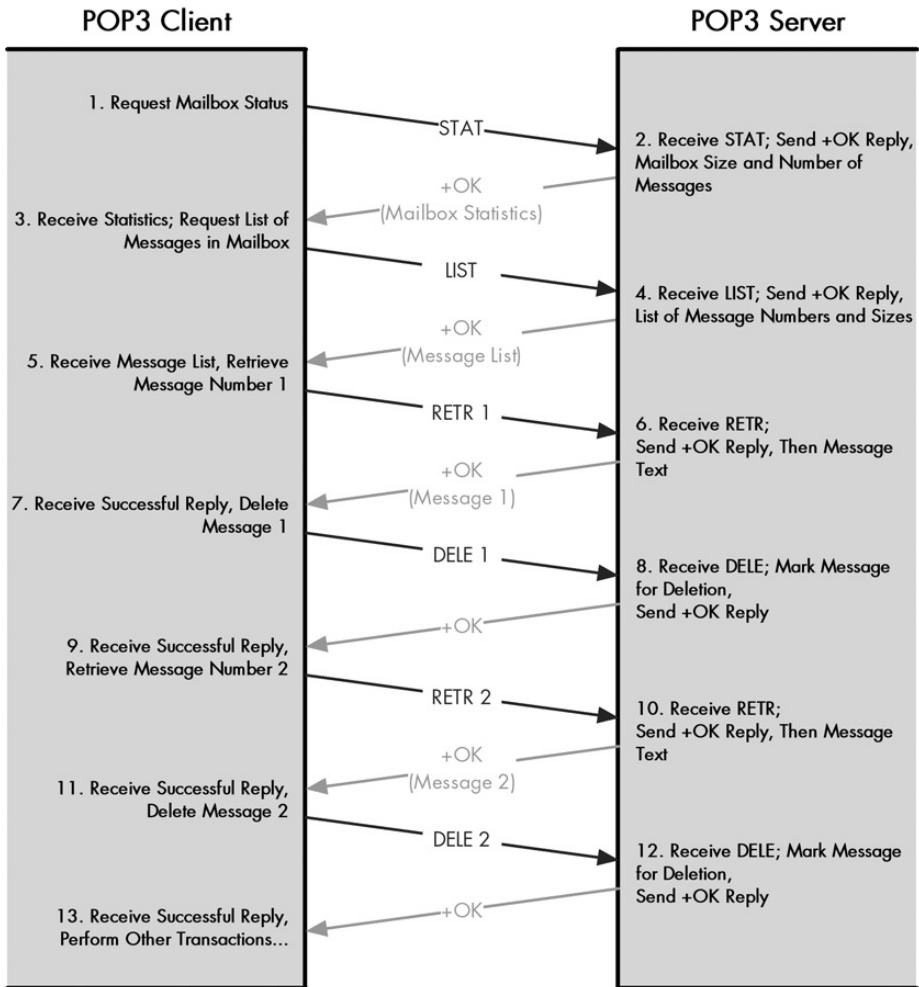 POP3 Client
POP3 Server
1. Request Mailbox Status
STAT
2. Receive STAT; Send +OK Reply,
Mailbox Size and Number of
Messages
+OK
(Mailbox Statistics)
3. Receive Statistics; Request List of
Messages in Mailbox
LIST
4. Receive LIST; Send +OK Reply,
List of Message Numbers and Sizes
+OK
(Message List)
5. Receive Message List, Retrieve
Message Number 1
RETR 1
6. Receive RETR;
Send +OK Reply, Then Message
Text
+OK
(Message 1)
7. Receive Successful Reply, Delete
Message 1
DELE 1
8. Receive DELE; Mark Message
for Deletion,
Send +OK Reply
+OK
9. Receive Successful Reply,
Retrieve Message Number 2
RETR 2
10. Receive RETR;
Send +OK Reply, Then Message
Text
+OK
(Message 2)
11. Receive Successful Reply,
Delete Message 2
DELE 2
12. Receive DELE; Mark Message
for Deletion,
Send +OK Reply
+OK
13. Receive Successful Reply,
Perform Other Transactions...